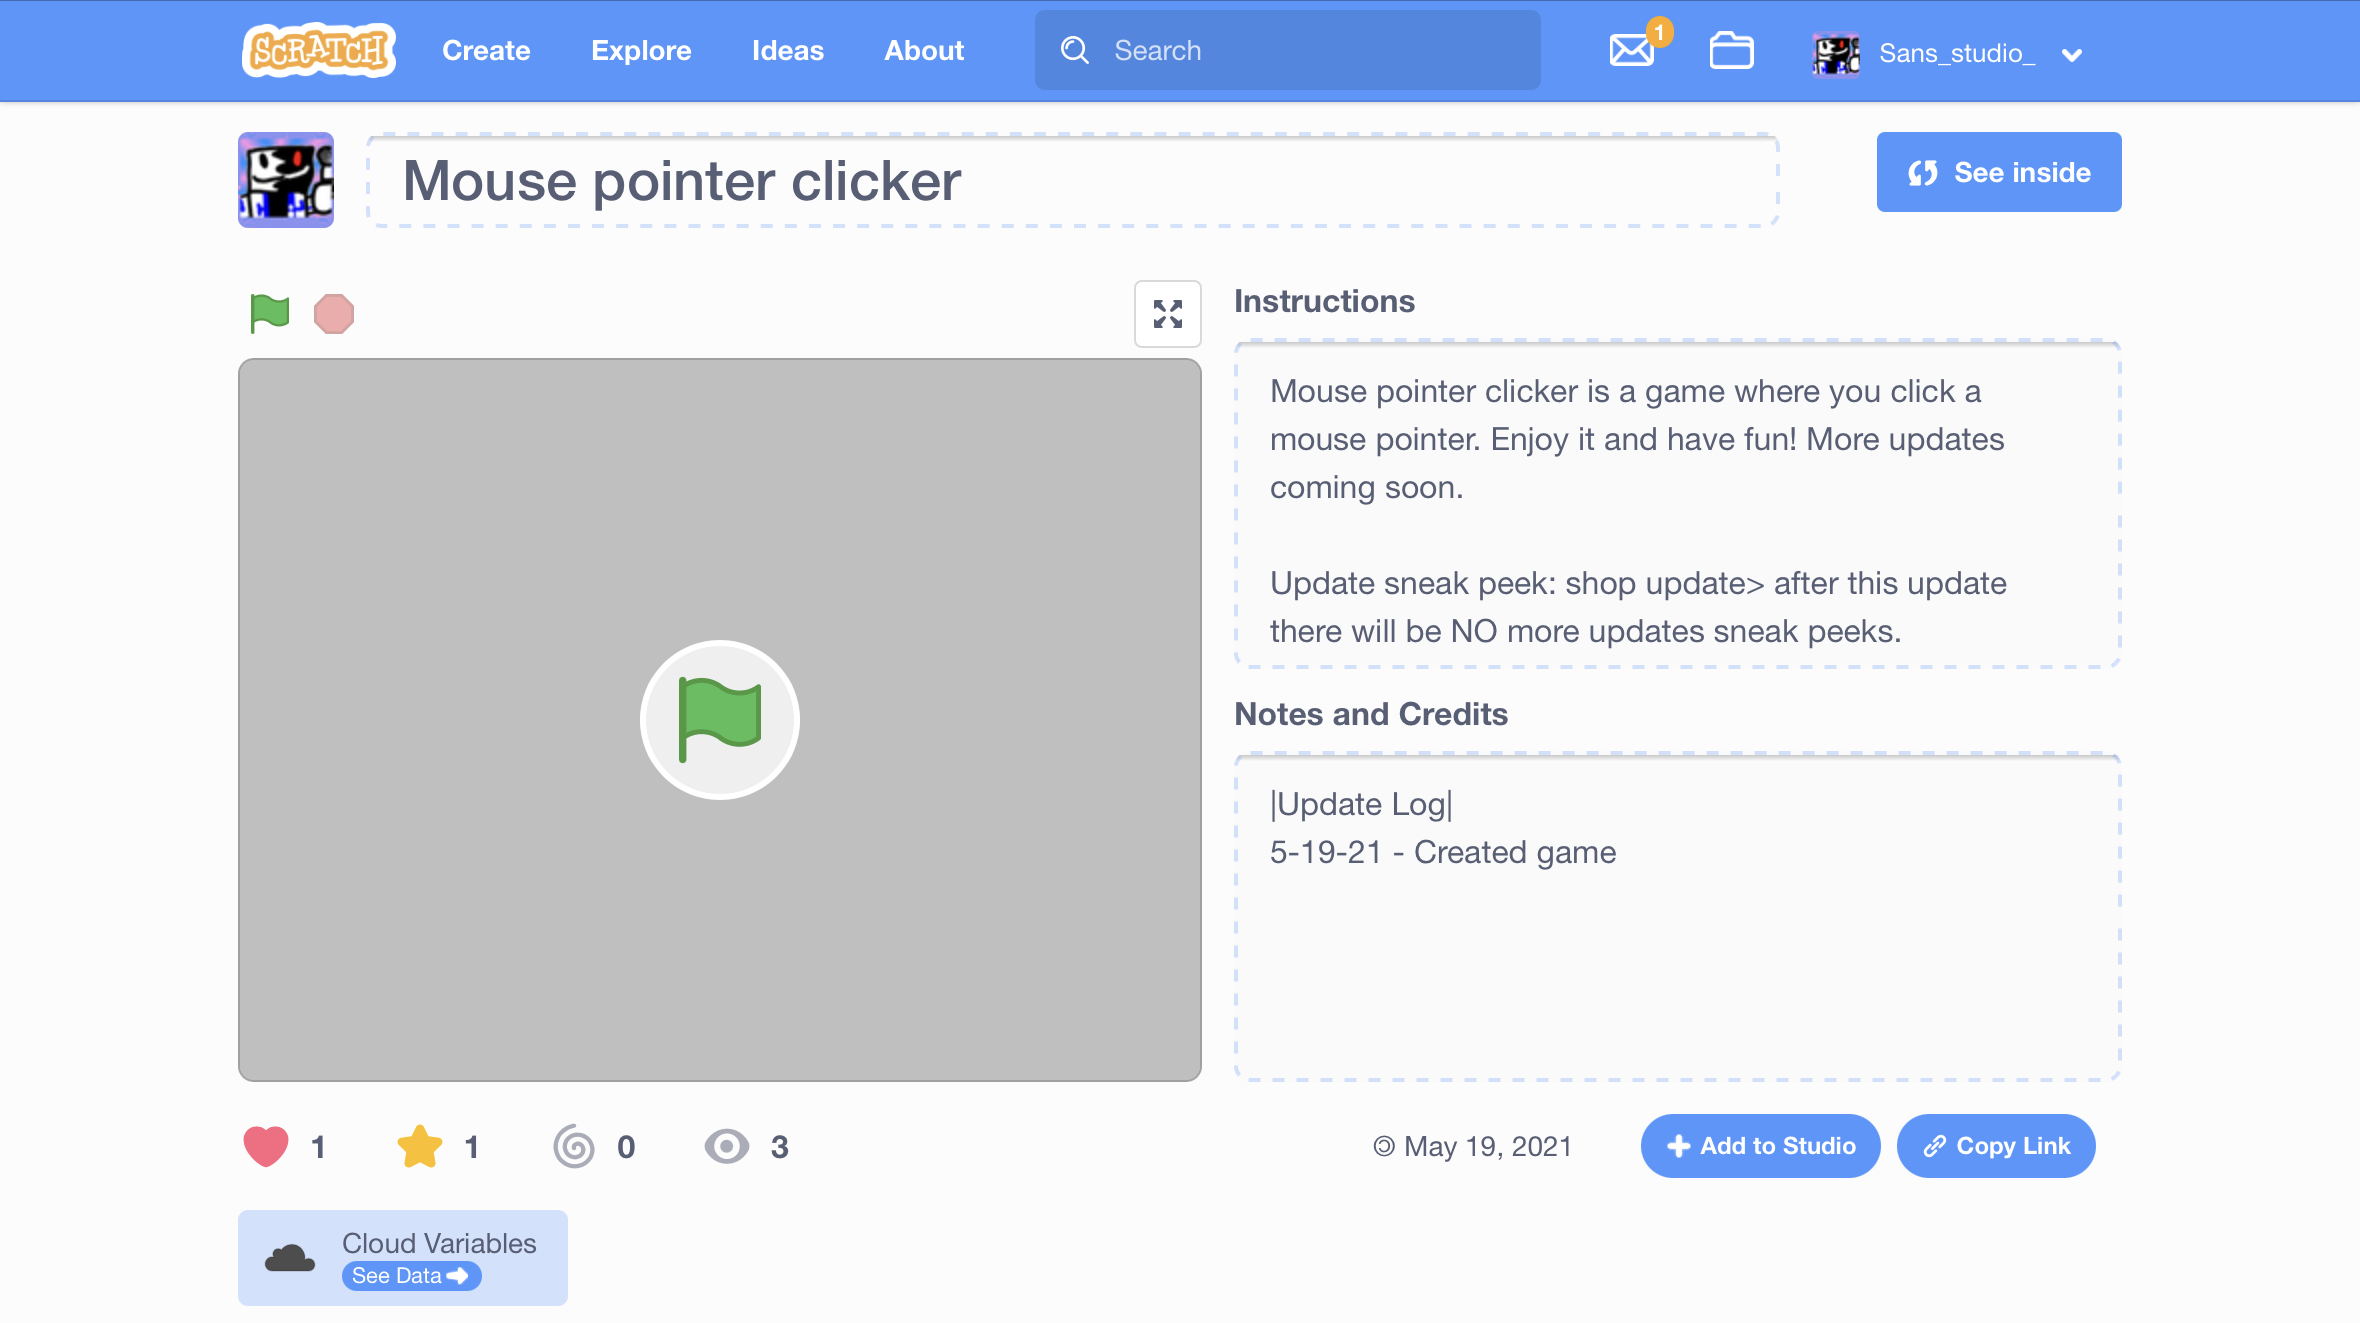 SCRATCH Create Explore Ideas About Search 1 Sans_studio_
Mouse pointer clicker See inside
Instructions
Mouse pointer clicker is a game where you click a
mouse pointer. Enjoy it and have fun! More updates
coming soon.
Update sneak peek: shop update> after this update
there will be NO more updates sneak peeks.
Notes and Credits
|Update Log|
5-19-21 - Created game
1 1 0 3 May 19, 2021 Add to Studio Copy Link
Cloud Variables
See Data